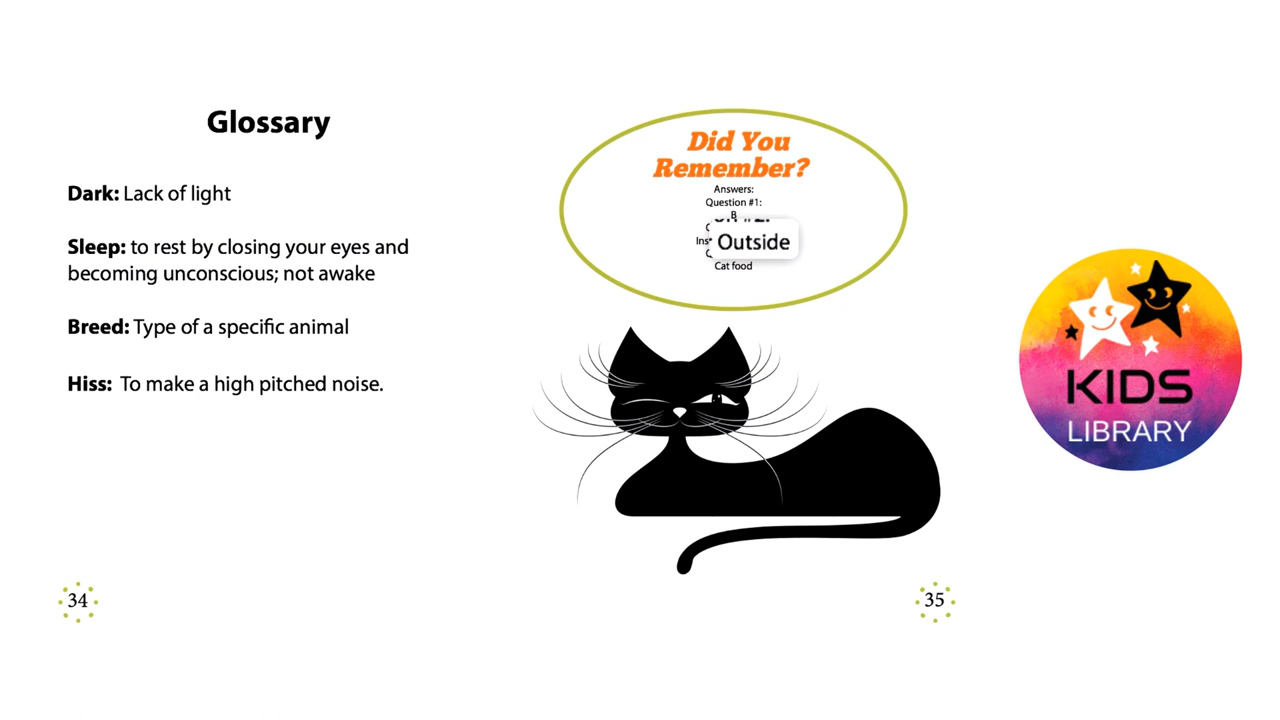 Glossary
Dark: Lack of light
Sleep: to rest by closing your eyes and
becoming unconscious; not awake
Breed: Type of a specific animal
Hiss: To make a high pitched noise.
34
Did You
Remember?
Answers:
Question #1:
B
Outside
Cat food
35
KIDS
LIBRARY